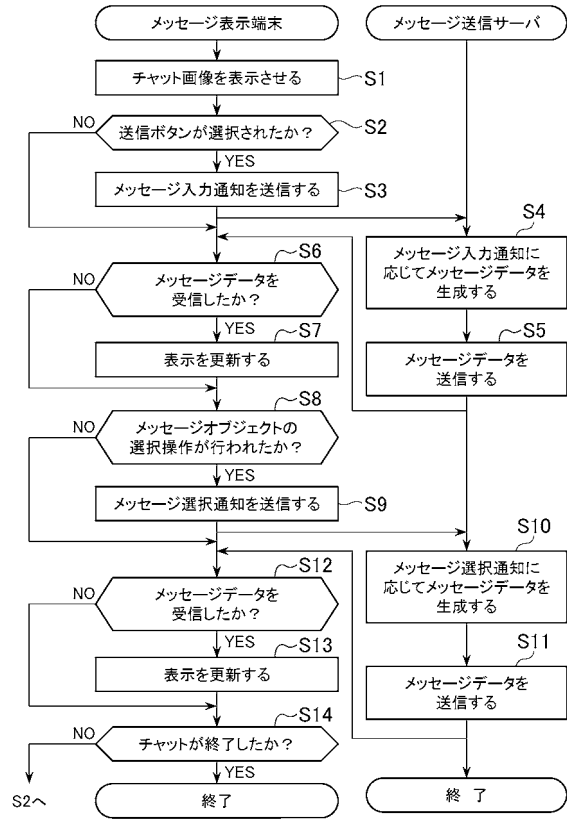 メッセージ表示端末
メッセージ送信サーバ
チャット画像を表示させる
S1
NO
送信ボタンが選択されたか?
S2
YES
メッセージ入力通知を送信する
S3
S4
メッセージ入力通知に
応じてメッセージデータを
生成する
S5
メッセージデータを
送信する
S6
NO
メッセージデータを
受信したか?
YES
S7
表示を更新する
S8
NO
メッセージオブジェクトの
選択操作が行われたか?
YES
メッセージ選択通知を送信する
S9
S10
メッセージ選択通知に
応じてメッセージデータを
生成する
S11
メッセージデータを
送信する
S12
NO
メッセージデータを
受信したか?
YES
S13
表示を更新する
S14
NO
チャットが終了したか?
YES
S2へ
終了
終 了